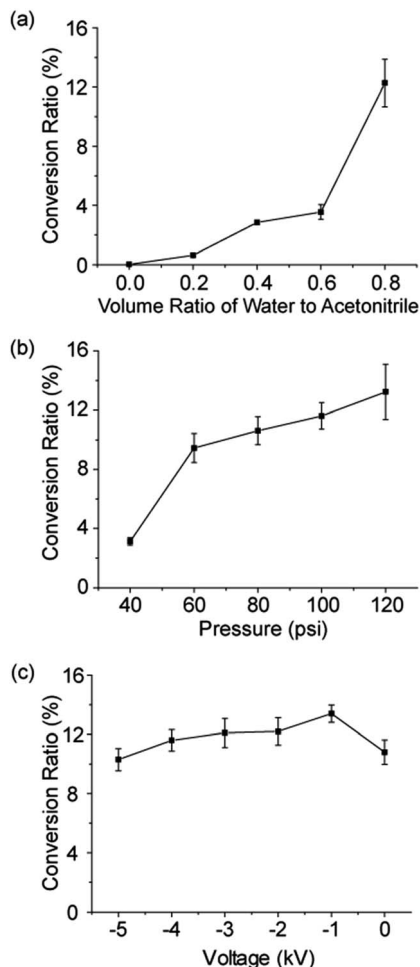 (a)
Conversion Ratio (%)
16
12
8
4
0
0.0 0.2 0.4 0.6 0.8
Volume Ratio of Water to Acetonitrile
(b)
Conversion Ratio (%)
16
12
8
4
0
40 60 80 100 120
Pressure (psi)
(c)
Conversion Ratio (%)
16
12
8
4
0
-5 -4 -3 -2 -1 0
Voltage (kV)